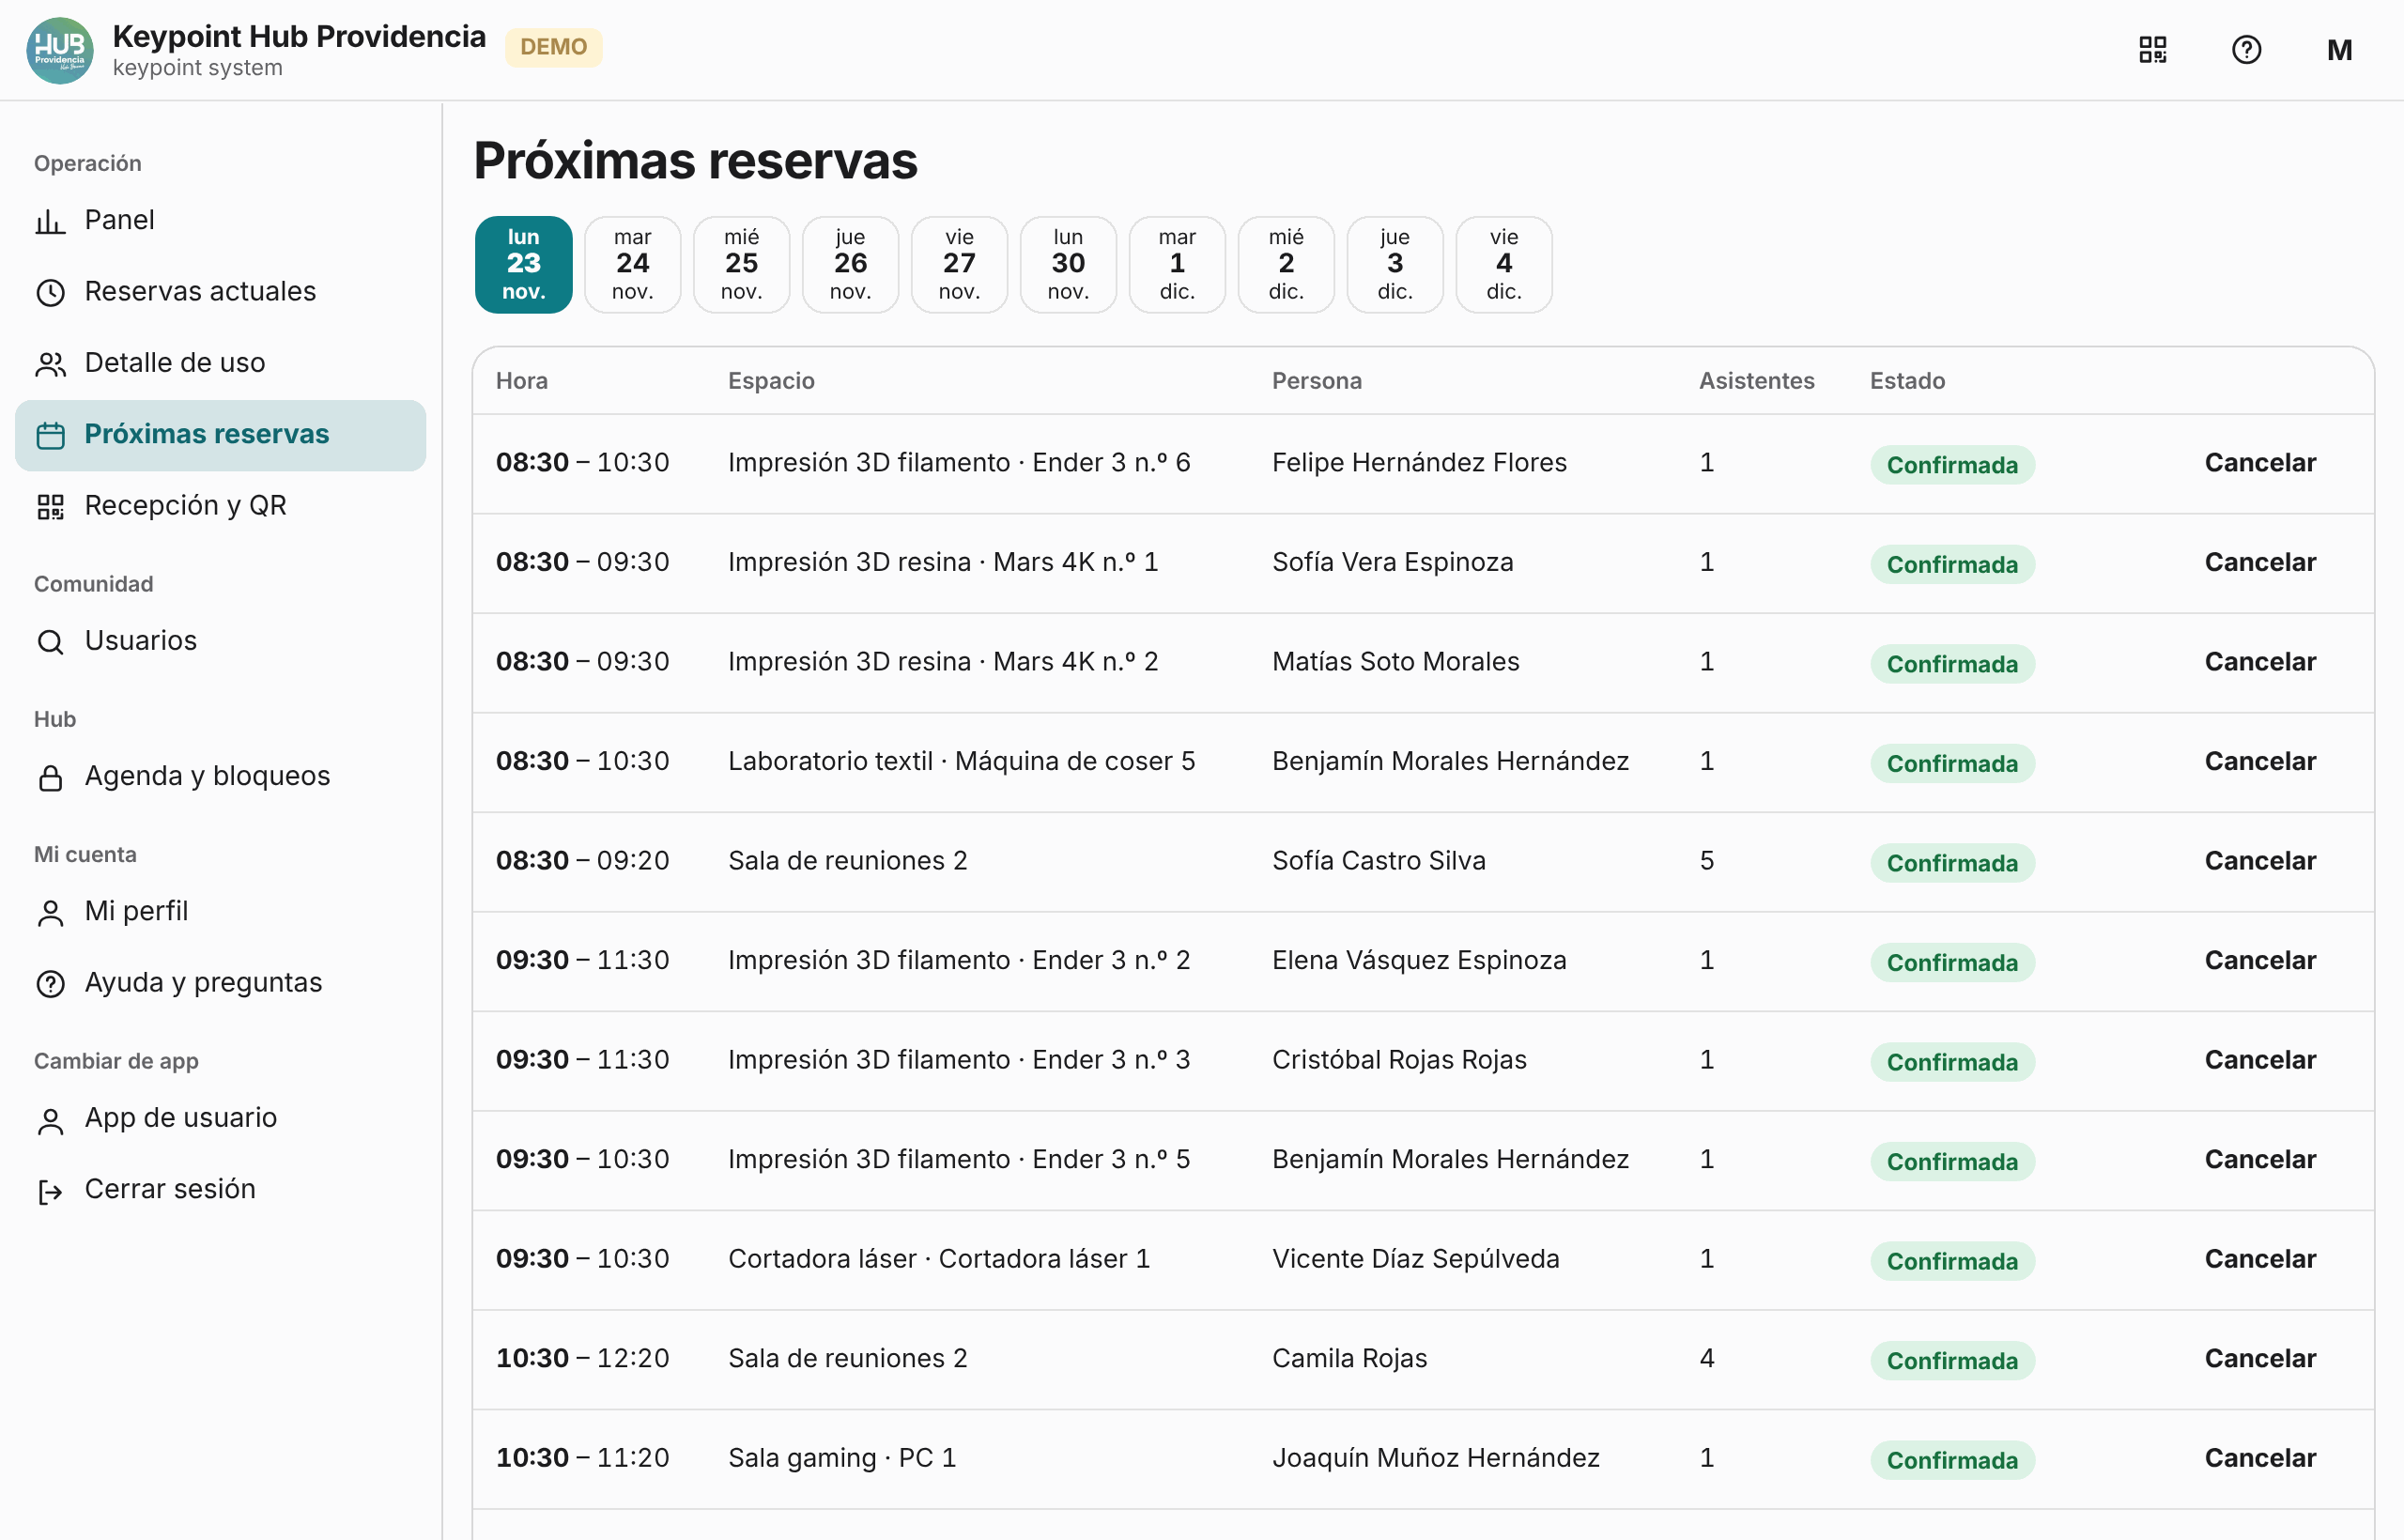 HUB
Providencia
Keypoint Hub Providencia
keypoint system
DEMO
M
Operación
Panel
Reservas actuales
Detalle de uso
Próximas reservas
Recepción y QR
Comunidad
Usuarios
Hub
Agenda y bloqueos
Mi cuenta
Mi perfil
Ayuda y preguntas
Cambiar de app
App de usuario
Cerrar sesión
Próximas reservas
lun 23 nov.
mar 24 nov.
mié 25 nov.
jue 26 nov.
vie 27 nov.
lun 30 nov.
mar 1 dic.
mié 2 dic.
jue 3 dic.
vie 4 dic.
Hora Espacio Persona Asistentes Estado
08:30 – 10:30 Impresión 3D filamento · Ender 3 n.º 6 Felipe Hernández Flores 1 Confirmada Cancelar
08:30 – 09:30 Impresión 3D resina · Mars 4K n.º 1 Sofía Vera Espinoza 1 Confirmada Cancelar
08:30 – 09:30 Impresión 3D resina · Mars 4K n.º 2 Matías Soto Morales 1 Confirmada Cancelar
08:30 – 10:30 Laboratorio textil · Máquina de coser 5 Benjamín Morales Hernández 1 Confirmada Cancelar
08:30 – 09:20 Sala de reuniones 2 Sofía Castro Silva 5 Confirmada Cancelar
09:30 – 11:30 Impresión 3D filamento · Ender 3 n.º 2 Elena Vásquez Espinoza 1 Confirmada Cancelar
09:30 – 11:30 Impresión 3D filamento · Ender 3 n.º 3 Cristóbal Rojas Rojas 1 Confirmada Cancelar
09:30 – 10:30 Impresión 3D filamento · Ender 3 n.º 5 Benjamín Morales Hernández 1 Confirmada Cancelar
09:30 – 10:30 Cortadora láser · Cortadora láser 1 Vicente Díaz Sepúlveda 1 Confirmada Cancelar
10:30 – 12:20 Sala de reuniones 2 Camila Rojas 4 Confirmada Cancelar
10:30 – 11:20 Sala gaming · PC 1 Joaquín Muñoz Hernández 1 Confirmada Cancelar